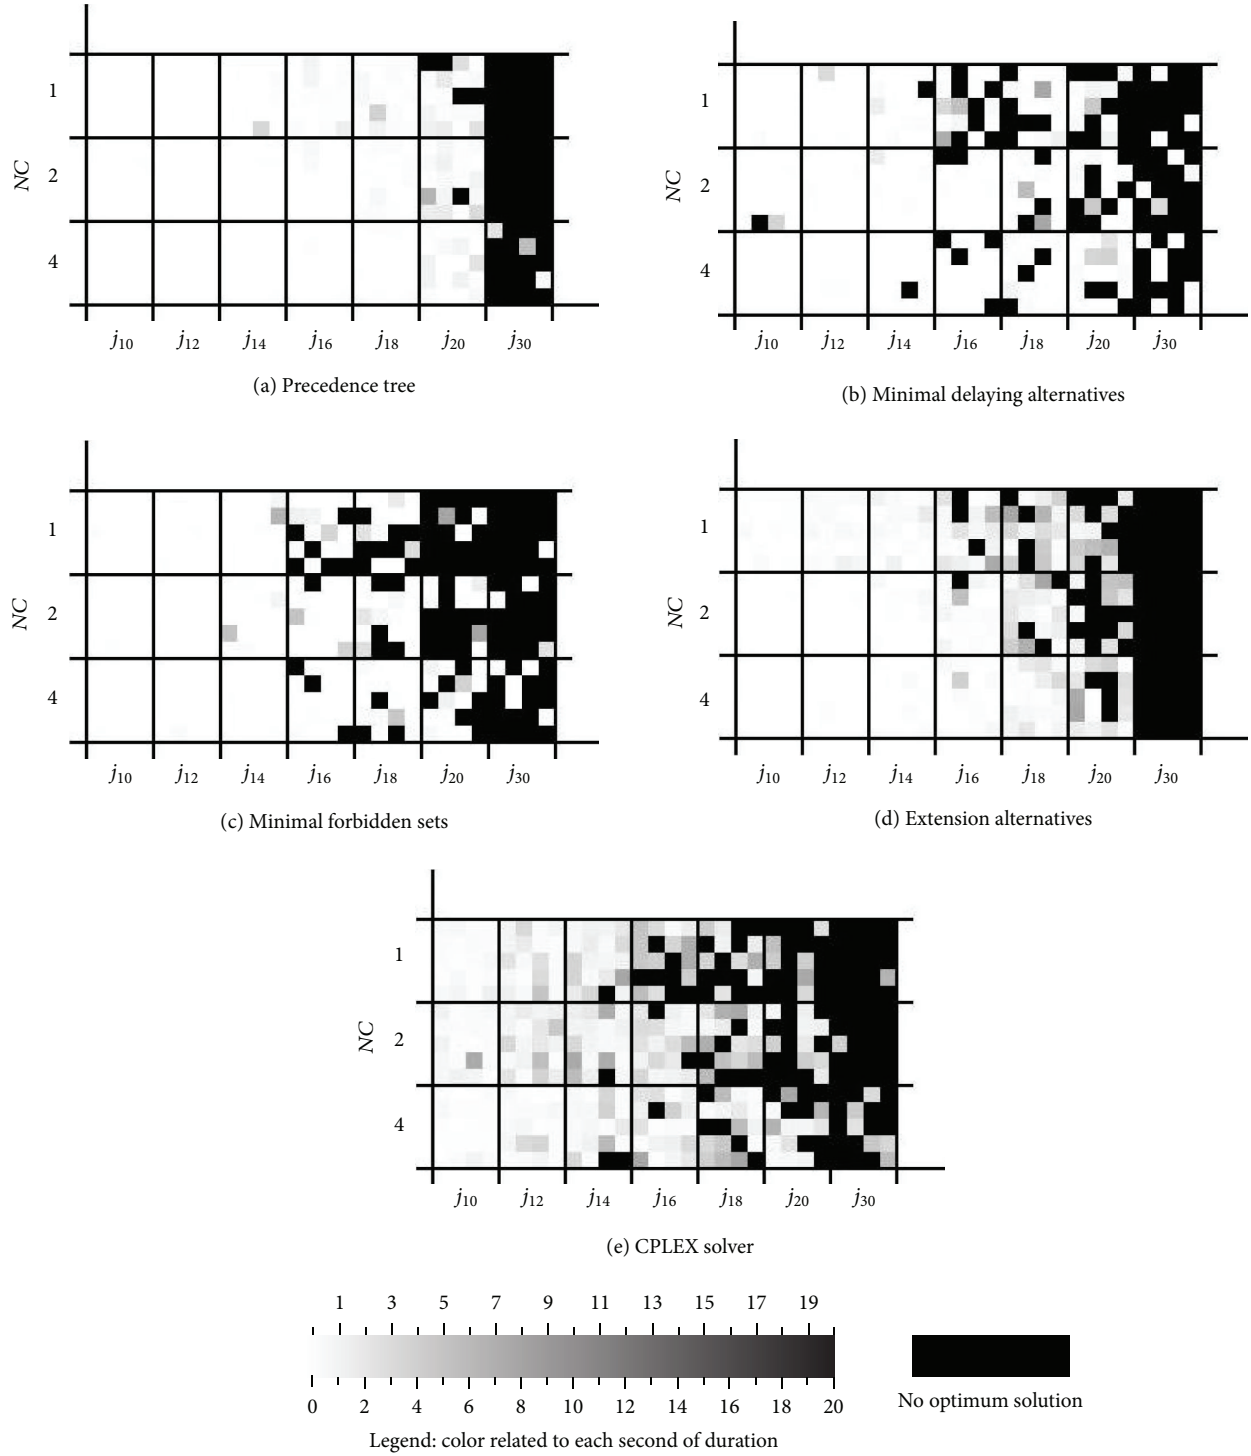 NC
1
2
4
j10 j12 j14 j16 j18 j20 j30
(a) Precedence tree
NC
1
2
4
j10 j12 j14 j16 j18 j20 j30
(b) Minimal delaying alternatives
NC
1
2
4
j10 j12 j14 j16 j18 j20 j30
(c) Minimal forbidden sets
NC
1
2
4
j10 j12 j14 j16 j18 j20 j30
(d) Extension alternatives
NC
1
2
4
j10 j12 j14 j16 j18 j20 j30
(e) CPLEX solver
1 3 5 7 9 11 13 15 17 19
0 2 4 6 8 10 12 14 16 18 20
Legend: color related to each second of duration
No optimum solution